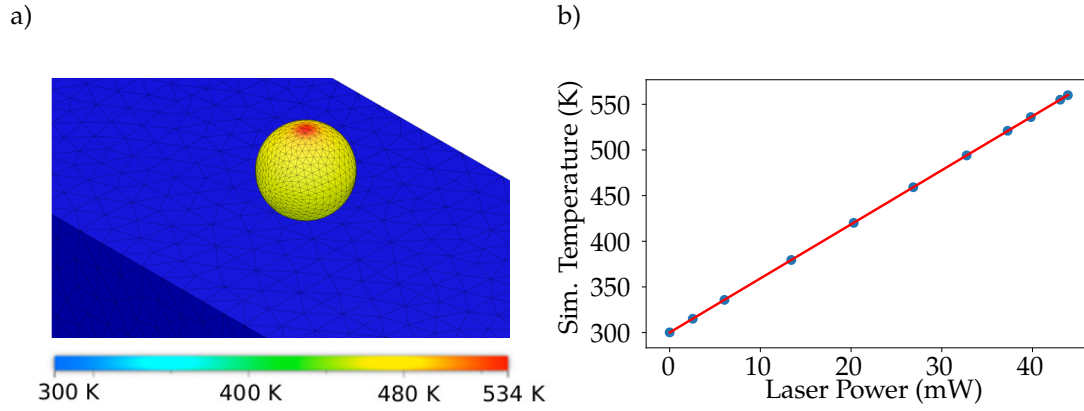 a)
b)
300 K 400 K 480 K 534 K
Sim. Temperature (K)
550
500
450
400
350
300
0 10 20 30 40
Laser Power (mW)